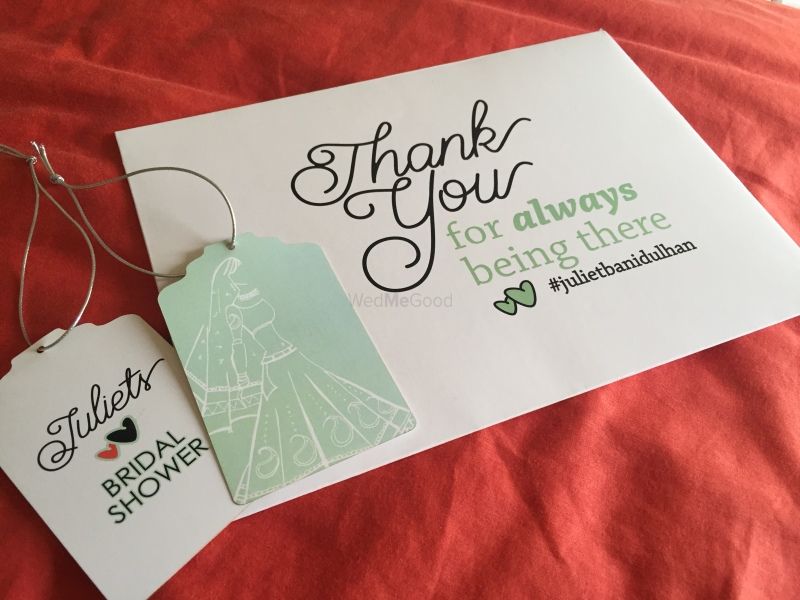 Thank
You
for always
being there
#julietbanidulhan
WedMeGood
Juliets
BRIDAL
SHOWER